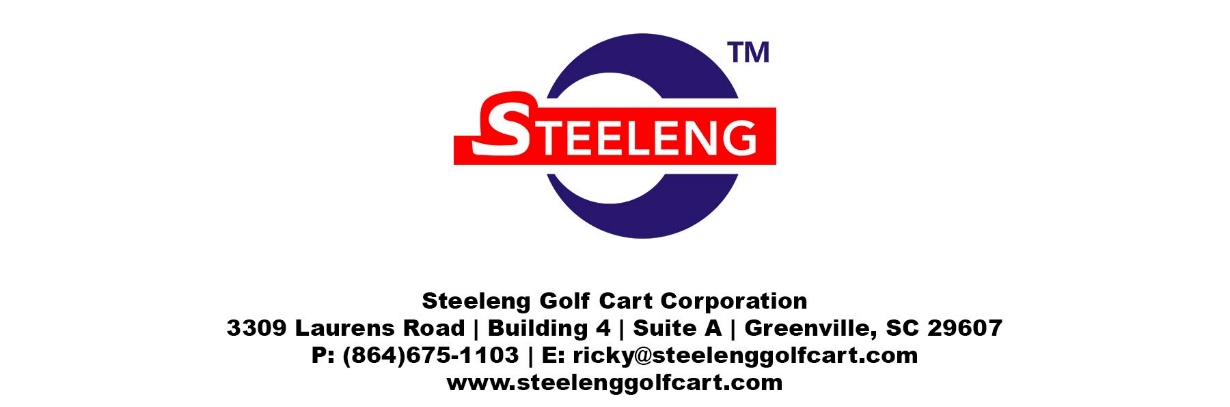 TM
STEELENG
Steeleng Golf Cart Corporation
3309 Laurens Road | Building 4 | Suite A | Greenville, SC 29607
P: (864)675-1103 | E: ricky@steelenggolfcart.com
www.steelenggolfcart.com